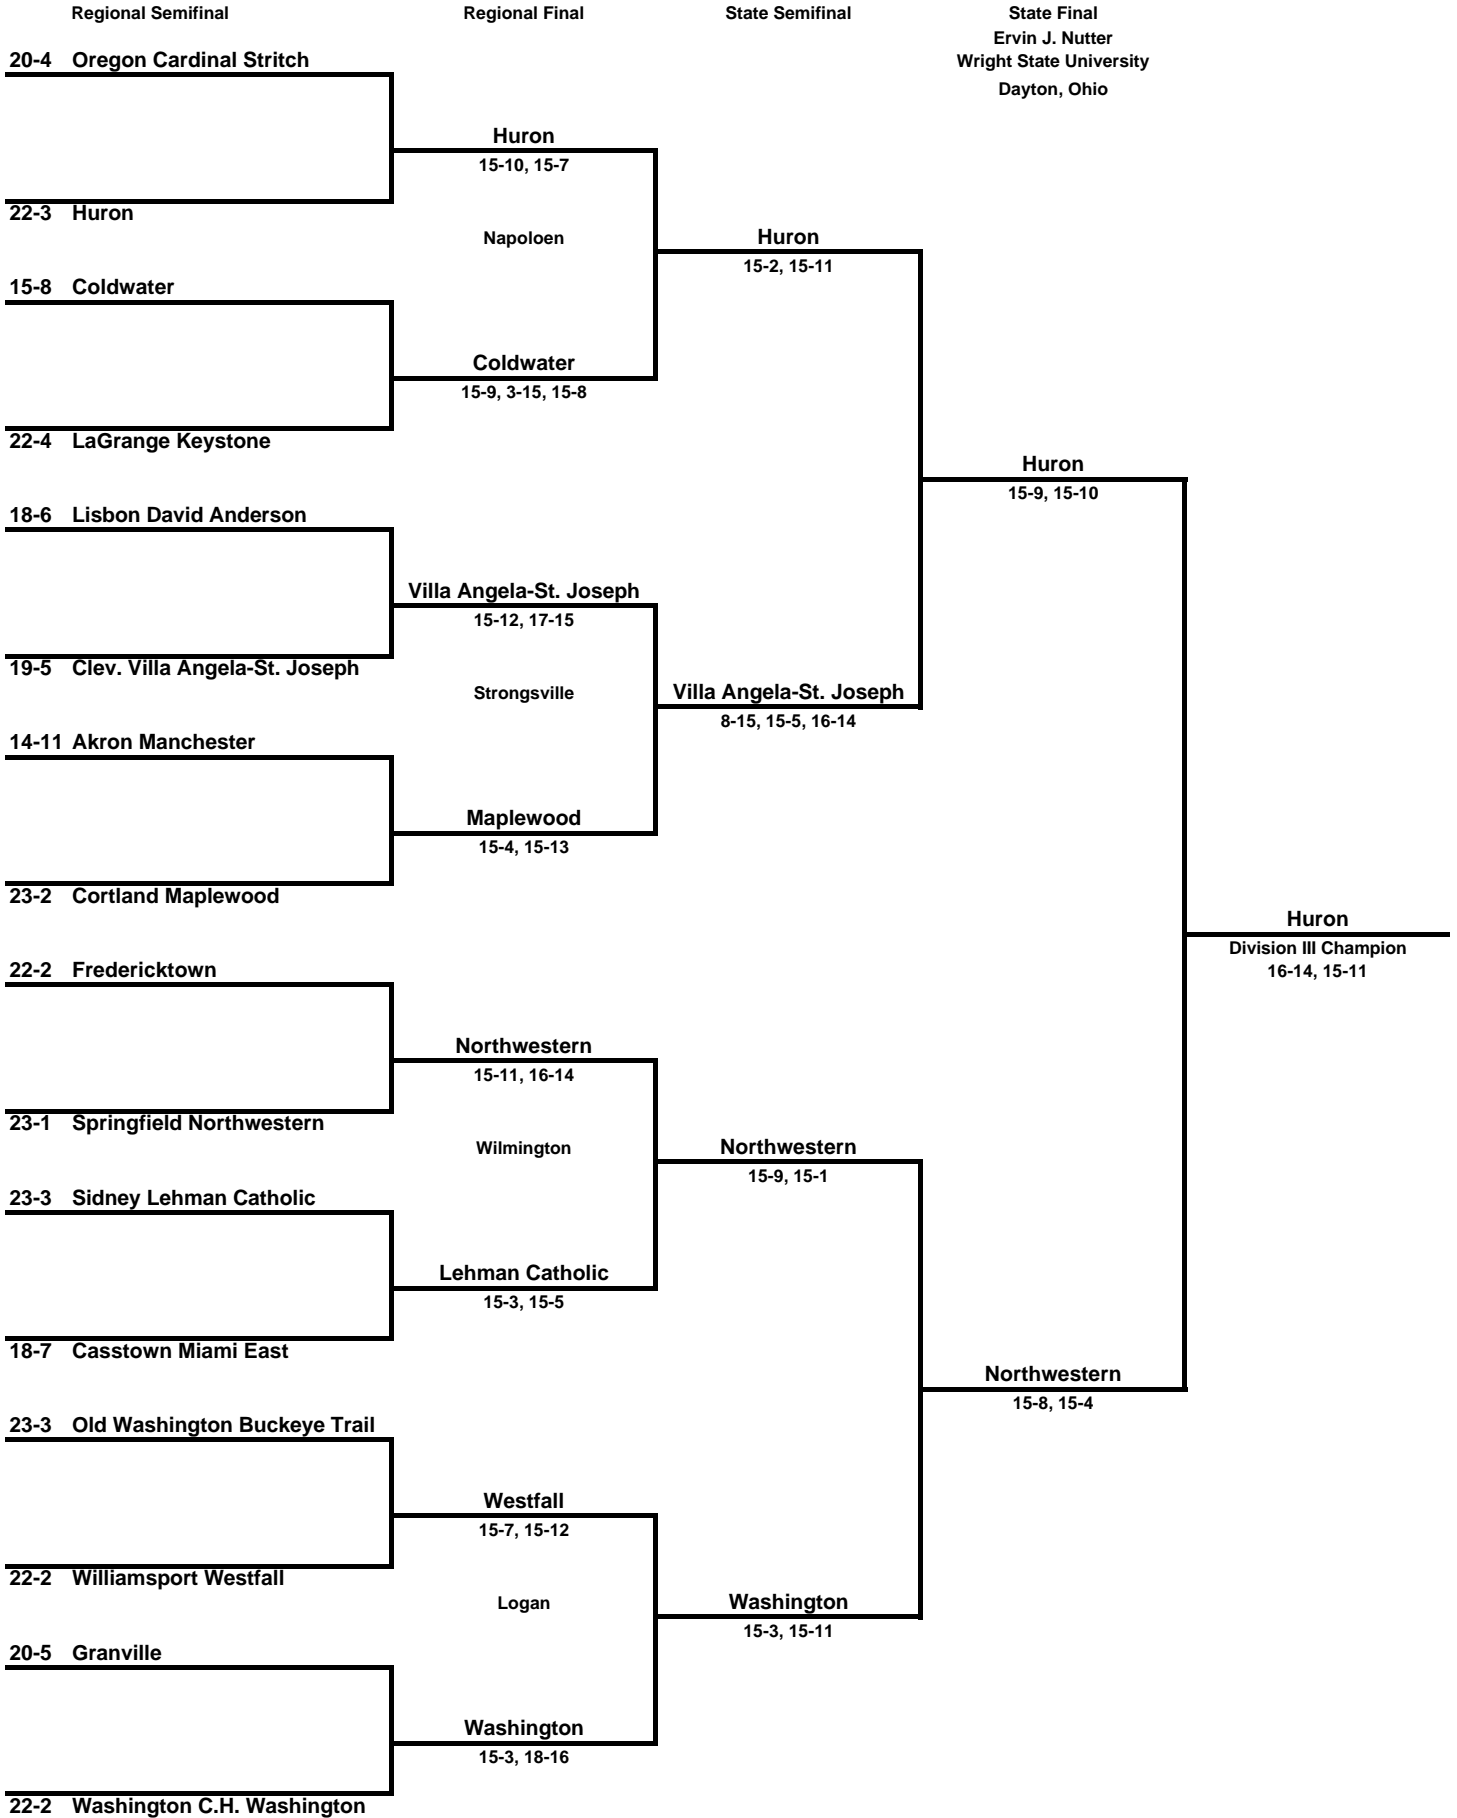 Regional Semifinal
Regional Final
State Semifinal
State Final
Ervin J. Nutter
Wright State University
Dayton, Ohio
20-4 Oregon Cardinal Stritch
Huron
15-10, 15-7
22-3 Huron
Napoloen
Huron
15-2, 15-11
15-8 Coldwater
Coldwater
15-9, 3-15, 15-8
22-4 LaGrange Keystone
Huron
15-9, 15-10
18-6 Lisbon David Anderson
Villa Angela-St. Joseph
15-12, 17-15
19-5 Clev. Villa Angela-St. Joseph
Strongsville
Villa Angela-St. Joseph
8-15, 15-5, 16-14
14-11 Akron Manchester
Maplewood
15-4, 15-13
23-2 Cortland Maplewood
Huron
Division III Champion
16-14, 15-11
22-2 Fredericktown
Northwestern
15-11, 16-14
23-1 Springfield Northwestern
Wilmington
Northwestern
15-9, 15-1
23-3 Sidney Lehman Catholic
Lehman Catholic
15-3, 15-5
18-7 Casstown Miami East
Northwestern
15-8, 15-4
23-3 Old Washington Buckeye Trail
Westfall
15-7, 15-12
22-2 Williamsport Westfall
Logan
Washington
15-3, 15-11
20-5 Granville
Washington
15-3, 18-16
22-2 Washington C.H. Washington